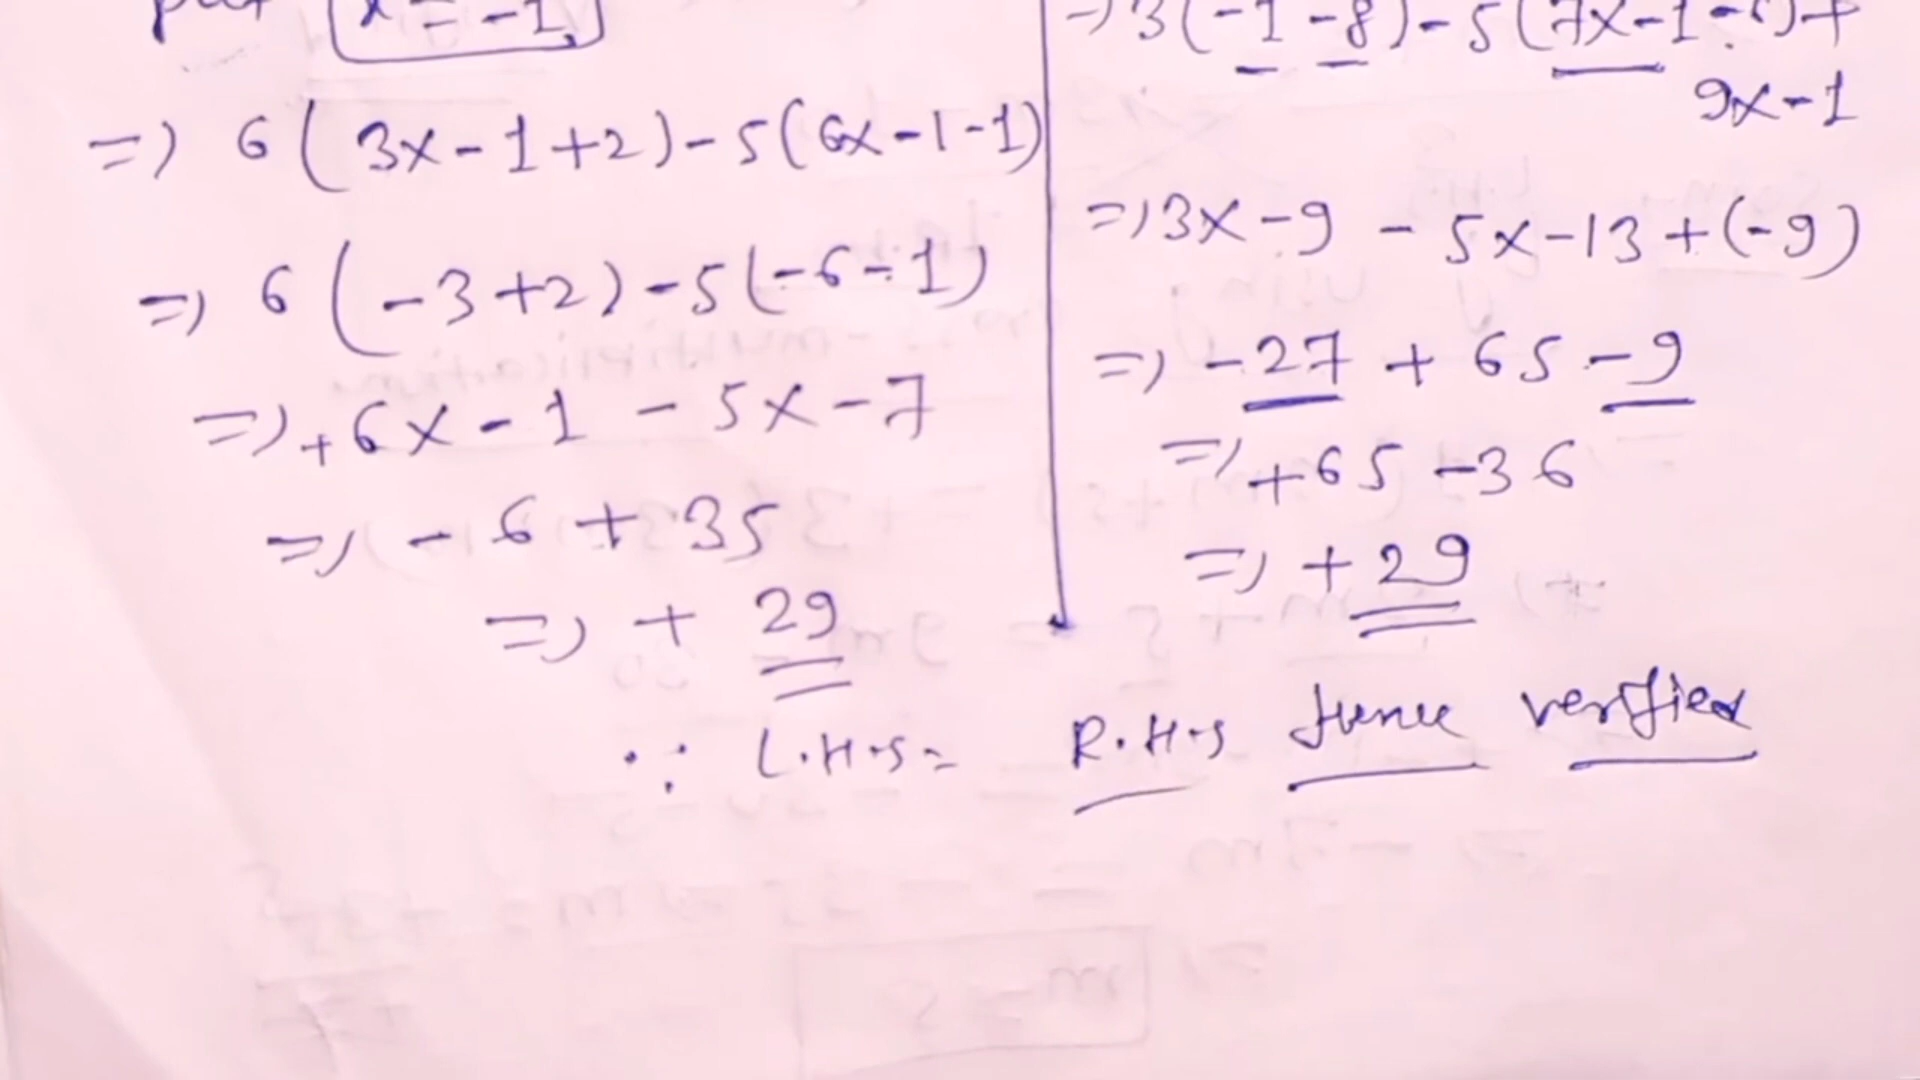 put x = -1
=> 6 ( 3x-1+2)-5(6x-1-1)
=> 6 ( -3+2)-5(-6-1)
=> +6x-1 - 5x-7
=> - 6 + 35
=> + 29
∵ L.H.S =
=> 3(-1-8)-5(7x-1-6)+
9x-1
=> 3x-9 - 5x-13 +(-9)
=> -27 + 65 -9
=> +65 -36
=> + 29
R.H.S Hence verified